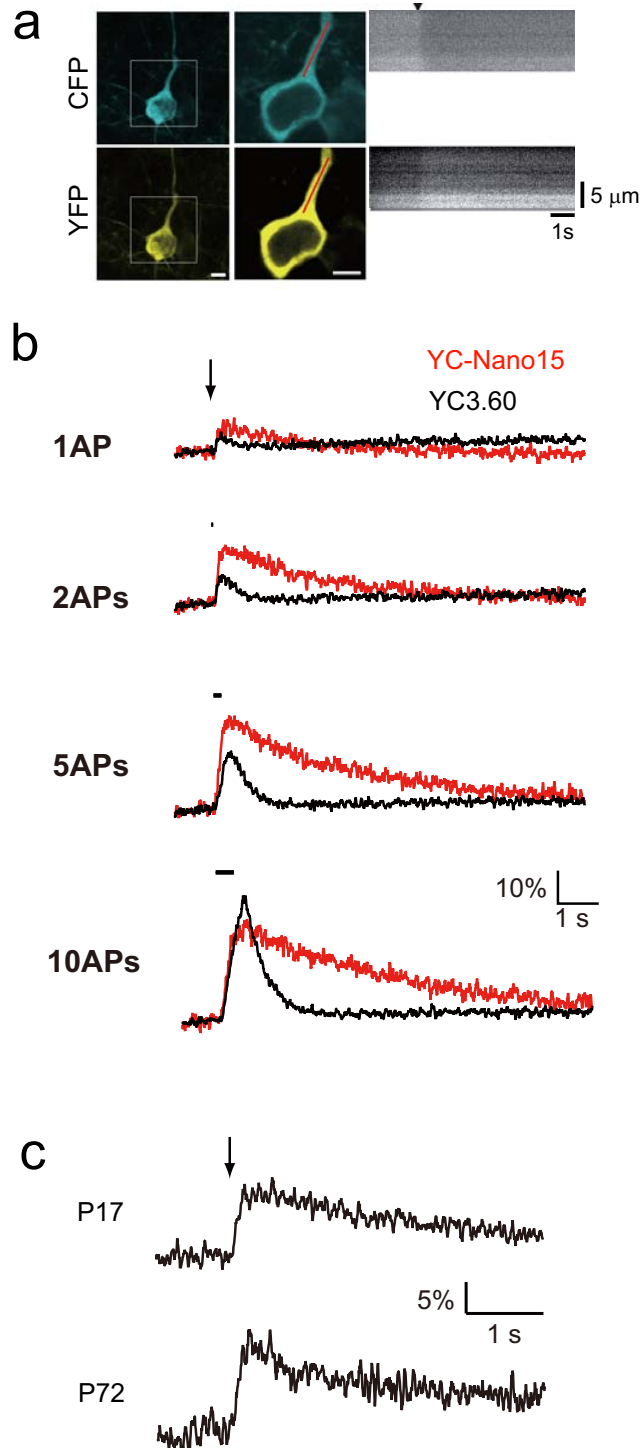 a
CFP
YFP
5 μm
1s
b
YC-Nano15
YC3.60
1AP
2APs
5APs
10%
1 s
10APs
c
P17
5%
1 s
P72